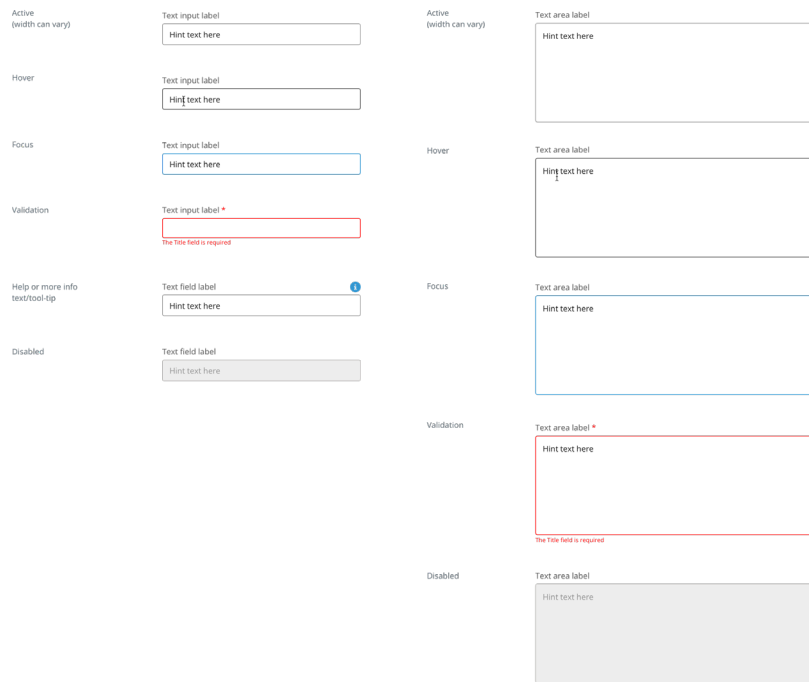 Active
(width can vary)
Text input label
Hint text here
Hover
Text input label
Hint text here
Focus
Text input label
Hint text here
Validation
Text input label *
The Title field is required
Help or more info
text/tool-tip
Text field label
i
Hint text here
Disabled
Text field label
Hint text here
Active
(width can vary)
Text area label
Hint text here
Hover
Text area label
Hint text here
Focus
Text area label
Hint text here
Validation
Text area label *
Hint text here
The Title field is required
Disabled
Text area label
Hint text here